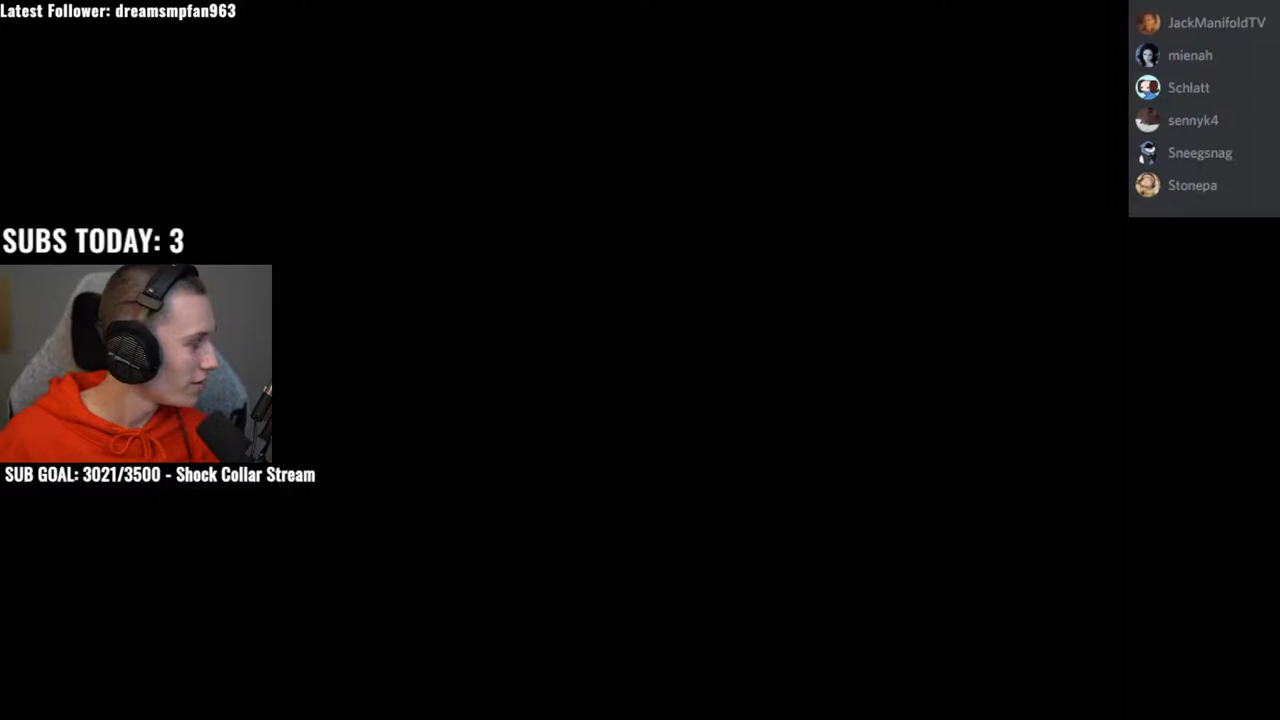 Latest Follower: dreamsmpfan963
JackManifoldTV
mienah
Schlatt
sennyk4
Sneegsnag
Stonepa
SUBS TODAY: 3
SUB GOAL: 3021/3500 - Shock Collar Stream